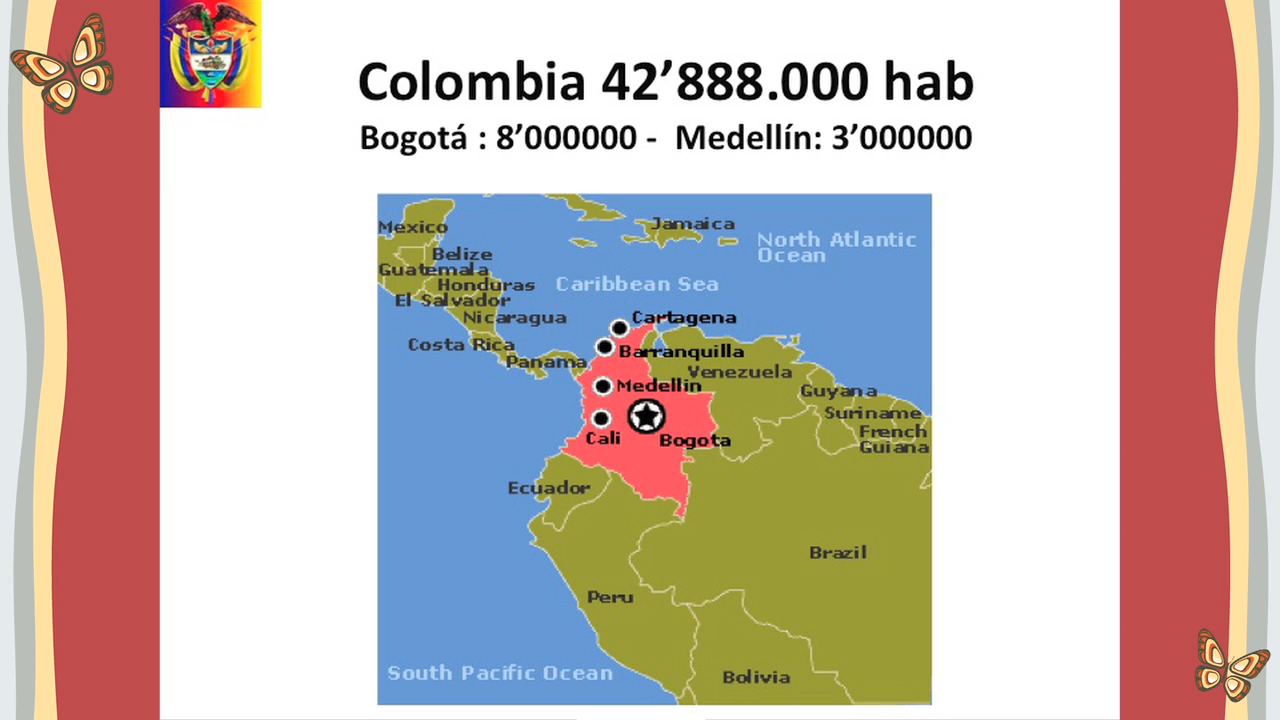 Colombia 42’888.000 hab
Bogotá : 8’000000 -  Medellín: 3’000000
Mexico
Jamaica
North Atlantic
Ocean
Belize
Guatemala
Honduras
Caribbean Sea
El Salvador
Nicaragua
Cartagena
Costa Rica
Barranquilla
Panama
Venezuela
Medellin
Guyana
Suriname
French
Guiana
Cali
Bogota
Ecuador
Brazil
Peru
South Pacific Ocean
Bolivia